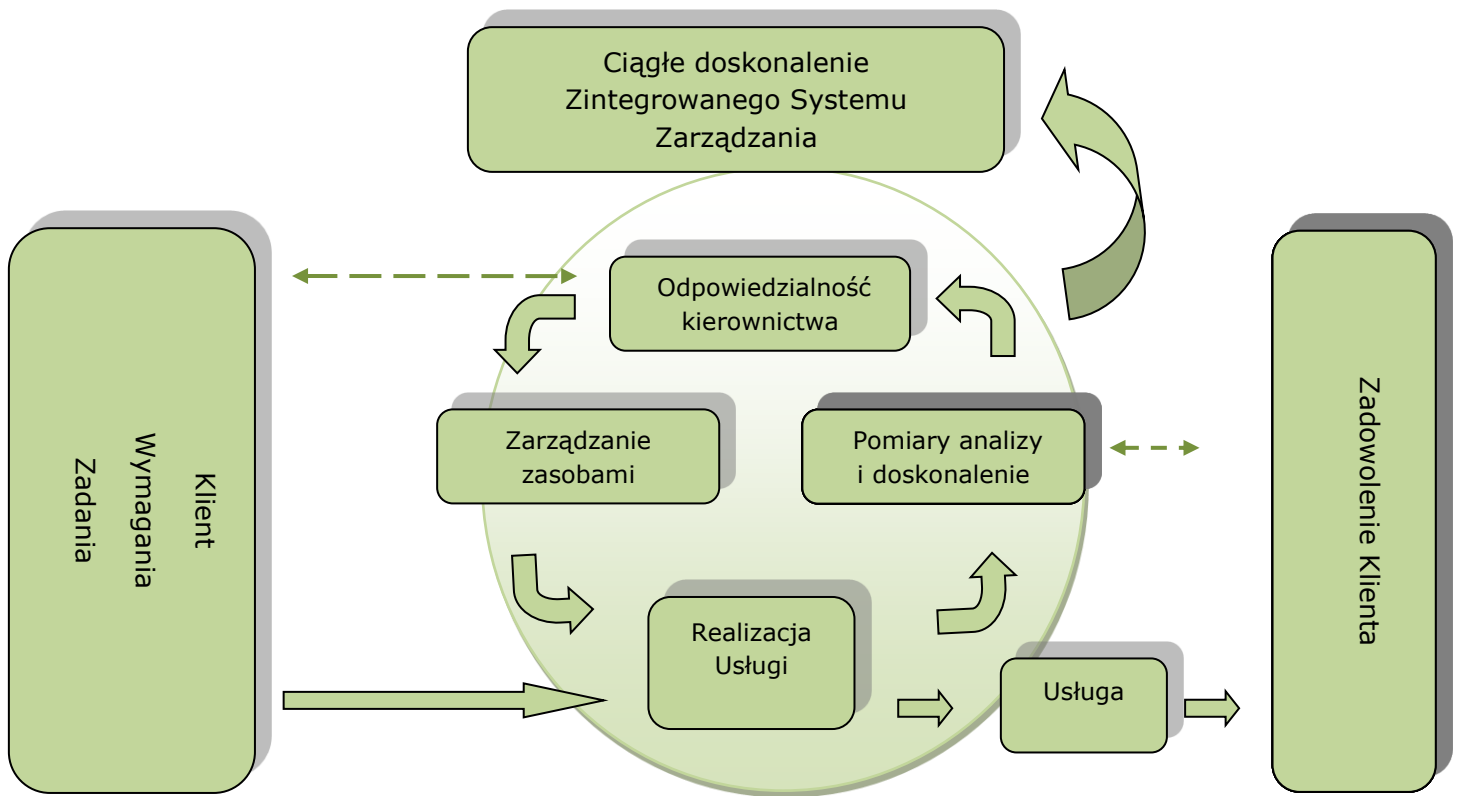 Ciągłe doskonalenie
Zintegrowanego Systemu
Zarządzania
Klient
Wymagania
Zadania
Odpowiedzialność
kierownictwa
Zarządzanie
zasobami
Pomiary analizy
i doskonalenie
Realizacja
Usługi
Usługa
Zadowolenie Klienta